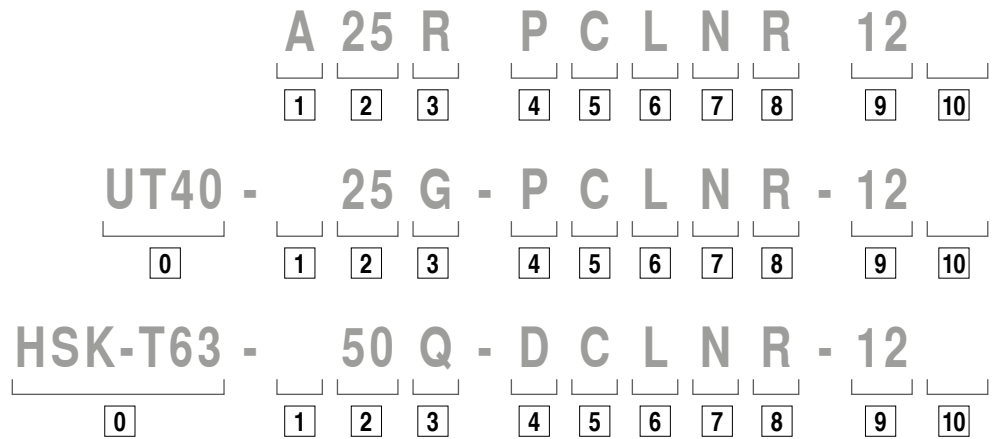 A 25 R P C L N R 12
1 2 3 4 5 6 7 8 9 10
UT40 - 25 G - P C L N R - 12
0 1 2 3 4 5 6 7 8 9 10
HSK-T63 - 50 Q - D C L N R - 12
0 1 2 3 4 5 6 7 8 9 10